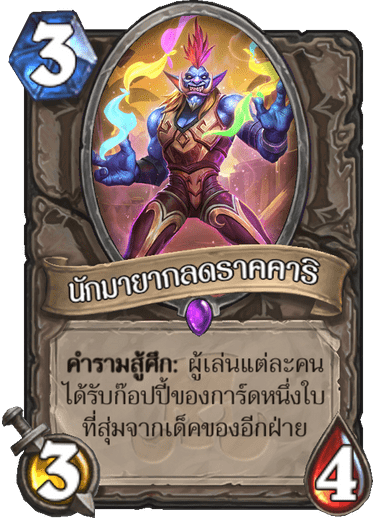 3
นักมายากลดราคคาริ
คำรามสู้ศึก: ผู้เล่นแต่ละคน
ได้รับก๊อปปี้ของการ์ดหนึ่งใบ
ที่สุ่มจากเด็คของอีกฝ่าย
3
4